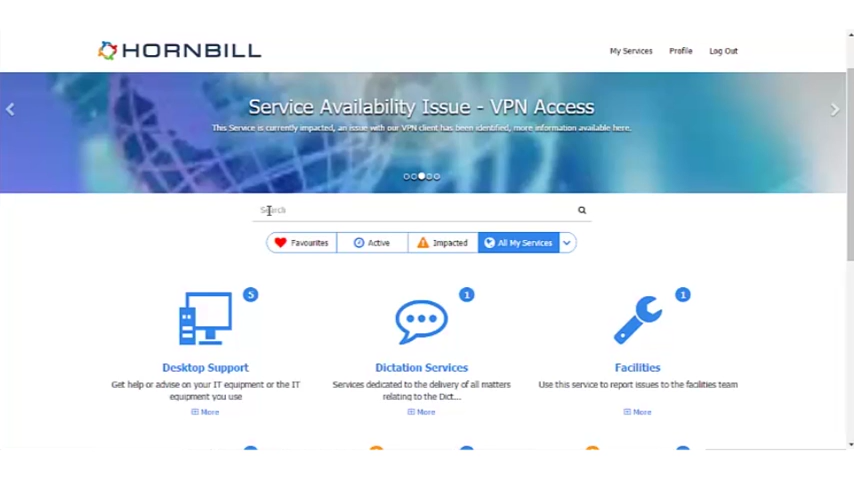 HORNBILL
My Services Profile Log Out
Service Availability Issue - VPN Access
This Service is currently impacted, an issue with our VPN client has been identified, more information available here.
Search
Favourites Active Impacted All My Services
5 1 1
Desktop Support Dictation Services Facilities
Get help or advise on your IT equipment or the IT Services dedicated to the delivery of all matters Use this service to report issues to the facilities team
equipment you use relating to the Dict...
More More More